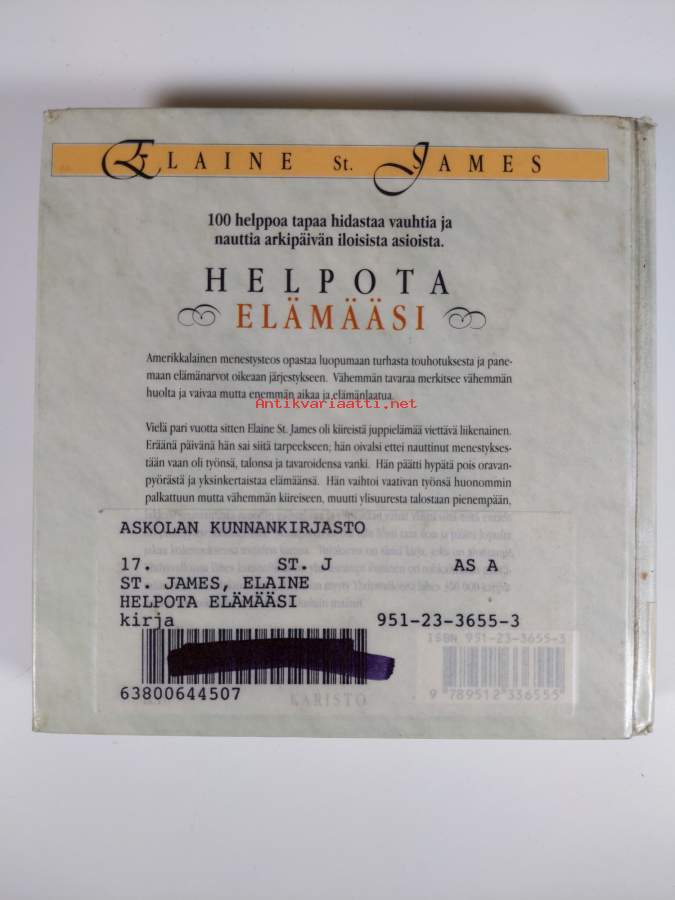 ELAINE St. JAMES
100 helppoa tapaa hidastaa vauhtia ja
nauttia arkipäivän iloisista asioista.
HELPOTA
ELÄMÄÄSI
Amerikkalainen menestysteos opastaa luopumaan turhasta touhotuksesta ja pane-
maan elämänarvot oikeaan järjestykseen. Vähemmän tavaraa merkitsee vähemmän
huolta ja vaivaa mutta enemmän aikaa ja elämänlaatua.
Antikvariaatti.net
Vielä pari vuotta sitten Elaine St. James oli kiireistä juppielämää viettävä liikenainen.
Eräänä päivänä hän sai siitä tarpeekseen; hän oivalsi ettei nauttinut menestykses-
tään vaan oli työnsä, talonsa ja tavaroidensa vanki. Hän päätti hypätä pois oravan-
pyörästä ja yksinkertaistaa elämäänsä. Hän vaihtoi vaativan työnsä huonommin
palkattuun mutta vähemmän kiireiseen, muutti ylisuuresta talostaan pienempään,
ASKOLAN KUNNANKIRJASTO
17. ST. J AS A
ST. JAMES, ELAINE
HELPOTA ELÄMÄÄSI
kirja 951-23-3655-3
ISBN 951-23-3655-3
63800644507
KARISTO
9 789512 336555